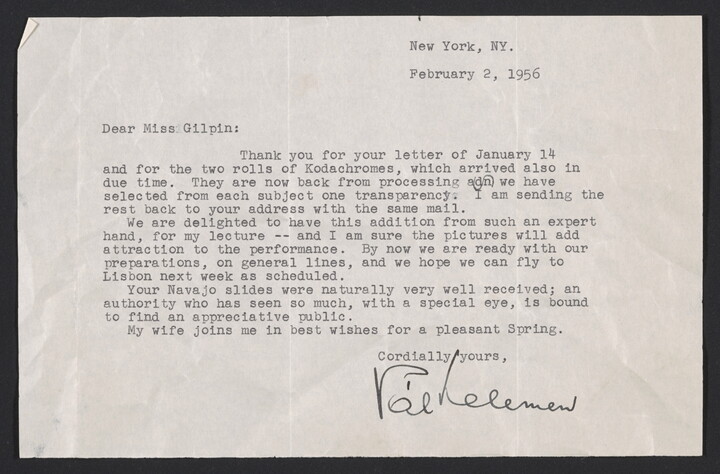 New York, NY.
February 2, 1956
Dear Miss Gilpin:
Thank you for your letter of January 14
and for the two rolls of Kodachromes, which arrived also in
due time. They are now back from processing adn we have
selected from each subject one transparency. I am sending the
rest back to your address with the same mail.
We are delighted to have this addition from such an expert
hand, for my lecture -- and I am sure the pictures will add
attraction to the performance. By now we are ready with our
preparations, on general lines, and we hope we can fly to
Lisbon next week as scheduled.
Your Navajo slides were naturally very well received; an
authority who has seen so much, with a special eye, is bound
to find an appreciative public.
My wife joins me in best wishes for a pleasant Spring.
Cordially yours,
Pál Kelemen